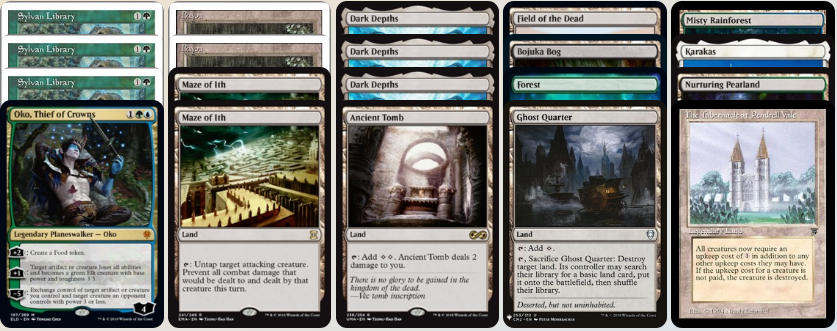 Sylvan Library
Sylvan Library
Sylvan Library
Oko, Thief of Crowns
Legendary Planeswalker — Oko
+2 : Create a Food token.
+1 : Target artifact or creature loses all abilities and becomes a green Elk creature with base power and toughness 3/3.
−5 : Exchange control of target artifact or creature you control and target creature an opponent controls with power 3 or less.
4
Bayou
Bayou
Maze of Ith
Maze of Ith
Land
: Untap target attacking creature.
Prevent all combat damage that
would be dealt to and dealt by that
creature this turn.
Dark Depths
Dark Depths
Dark Depths
Ancient Tomb
Land
: Add ◇◇. Ancient Tomb deals 2
damage to you.
There is no glory to be gained in the
kingdom of the dead.
—Vec tomb inscription
Field of the Dead
Bojuka Bog
Forest
Ghost Quarter
Land
: Add ◇.
, Sacrifice Ghost Quarter: Destroy
target land. Its controller may search
their library for a basic land card, put
it onto the battlefield, then shuffle
their library.
Deserted, but not uninhabited.
Misty Rainforest
Karakas
Nurturing Peatland
The Tabernacle at Pendrell Vale
Legendary Land
All creatures now require an
upkeep cost of 1 in addition to any
other upkeep costs they may have.
If the upkeep cost for a creature is
not paid, the creature is destroyed.